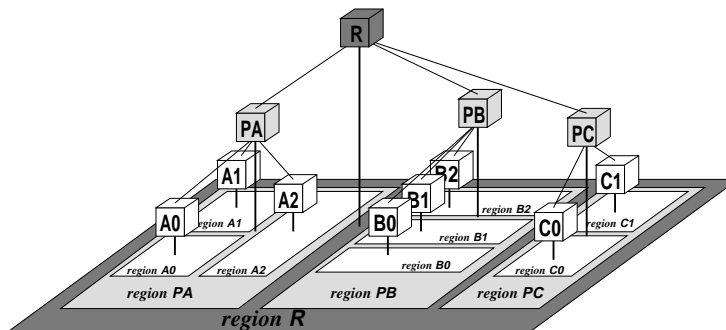 R
PA
PB
PC
A1
B2
C1
A2
B1
A0
B0
C0
region A1
region B2
region C1
region B1
region A0
region A2
region B0
region C0
region PA
region PB
region PC
region R